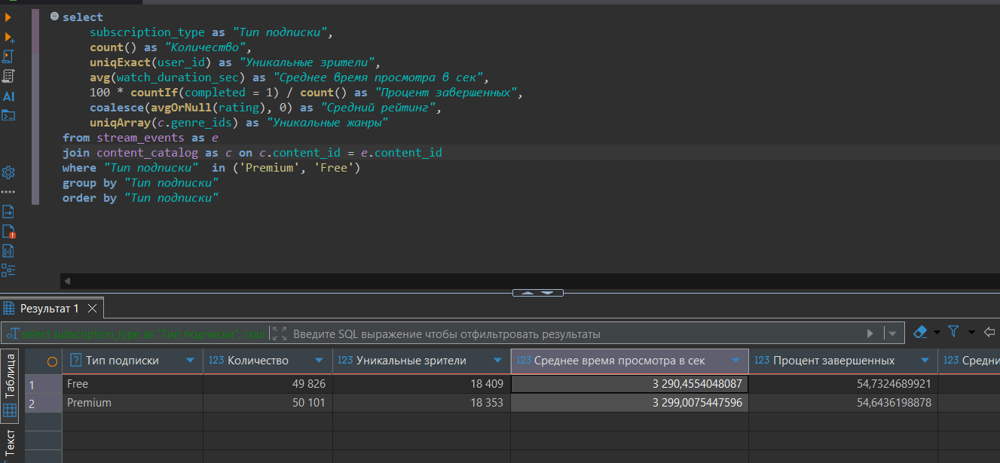 select
subscription_type as "Тип подписки",
count() as "Количество",
uniqExact(user_id) as "Уникальные зрители",
avg(watch_duration_sec) as "Среднее время просмотра в сек",
100 * countIf(completed = 1) / count() as "Процент завершенных",
coalesce(avgOrNull(rating), 0) as "Средний рейтинг",
uniqArray(c.genre_ids) as "Уникальные жанры"
from stream_events as e
join content_catalog as c on c.content_id = e.content_id
where "Тип подписки"  in ('Premium', 'Free')
group by "Тип подписки"
order by "Тип подписки"
AI
Результат 1
select subscription_type as "Тип подписки", coun
Введите SQL выражение чтобы отфильтровать результаты
Таблица
Текст
Тип подписки 123 Количество 123 Уникальные зрители 123 Среднее время просмотра в сек 123 Процент завершенных 123 Средни
1 Free 49 826 18 409 3 290,4554048087 54,7324689921
2 Premium 50 101 18 353 3 299,0075447596 54,6436198878